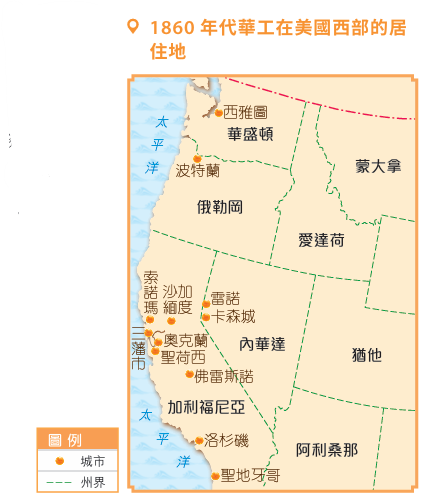 1860 年代華工在美國西部的居
住地
西雅圖
太平洋
華盛頓
波特蘭
蒙大拿
俄勒岡
愛達荷
索諾瑪
沙加
緬度
雷諾
卡森城
三藩市
奧克蘭
聖荷西
內華達
猶他
佛雷斯諾
加利福尼亞
太平洋
洛杉磯
阿利桑那
聖地牙哥
圖例
城市
州界